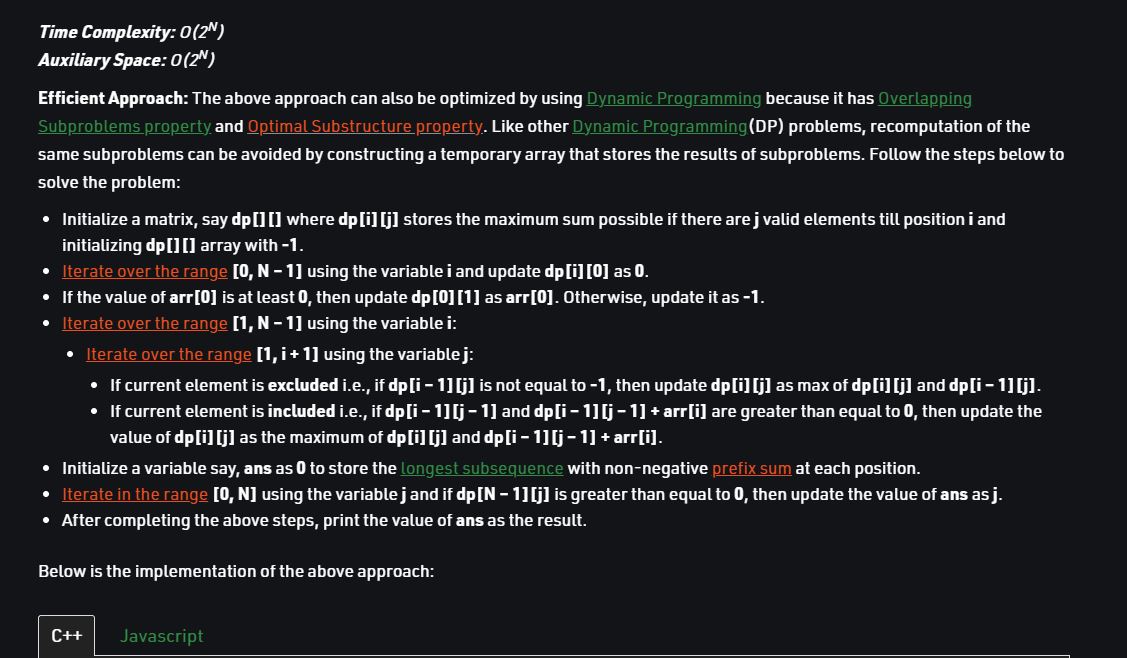 Time Complexity: O(2^N)
Auxiliary Space: O(2^N)
Efficient Approach: The above approach can also be optimized by using Dynamic Programming because it has Overlapping
Subproblems property and Optimal Substructure property. Like other Dynamic Programming(DP) problems, recomputation of the
same subproblems can be avoided by constructing a temporary array that stores the results of subproblems. Follow the steps below to
solve the problem:
• Initialize a matrix, say dp[][] where dp[i][j] stores the maximum sum possible if there are j valid elements till position i and
initializing dp[][] array with -1.
• Iterate over the range [0, N – 1] using the variable i and update dp[i][0] as 0.
• If the value of arr[0] is at least 0, then update dp[0][1] as arr[0]. Otherwise, update it as -1.
• Iterate over the range [1, N – 1] using the variable i:
• Iterate over the range [1, i + 1] using the variable j:
• If current element is excluded i.e., if dp[i – 1][j] is not equal to -1, then update dp[i][j] as max of dp[i][j] and dp[i – 1][j].
• If current element is included i.e., if dp[i – 1][j – 1] and dp[i – 1][j – 1] + arr[i] are greater than equal to 0, then update the
value of dp[i][j] as the maximum of dp[i][j] and dp[i – 1][j – 1] + arr[i].
• Initialize a variable say, ans as 0 to store the longest subsequence with non-negative prefix sum at each position.
• Iterate in the range [0, N] using the variable j and if dp[N – 1][j] is greater than equal to 0, then update the value of ans as j.
• After completing the above steps, print the value of ans as the result.
Below is the implementation of the above approach:
C++ Javascript